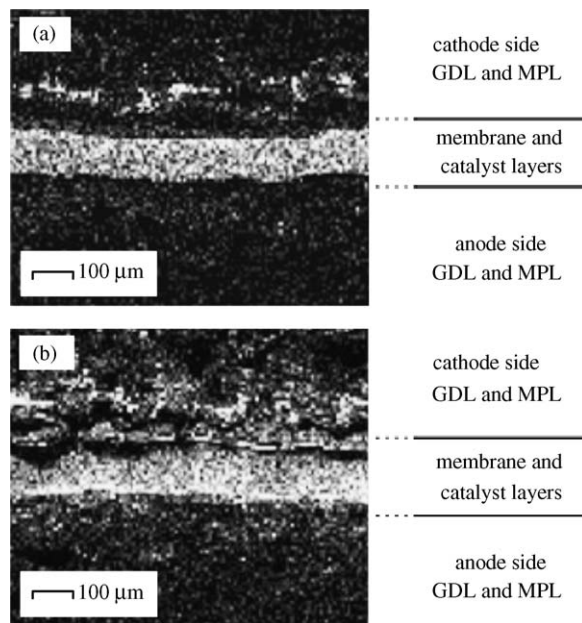 (a)
cathode side
GDL and MPL
membrane and
catalyst layers
anode side
GDL and MPL
100 μm
(b)
cathode side
GDL and MPL
membrane and
catalyst layers
anode side
GDL and MPL
100 μm